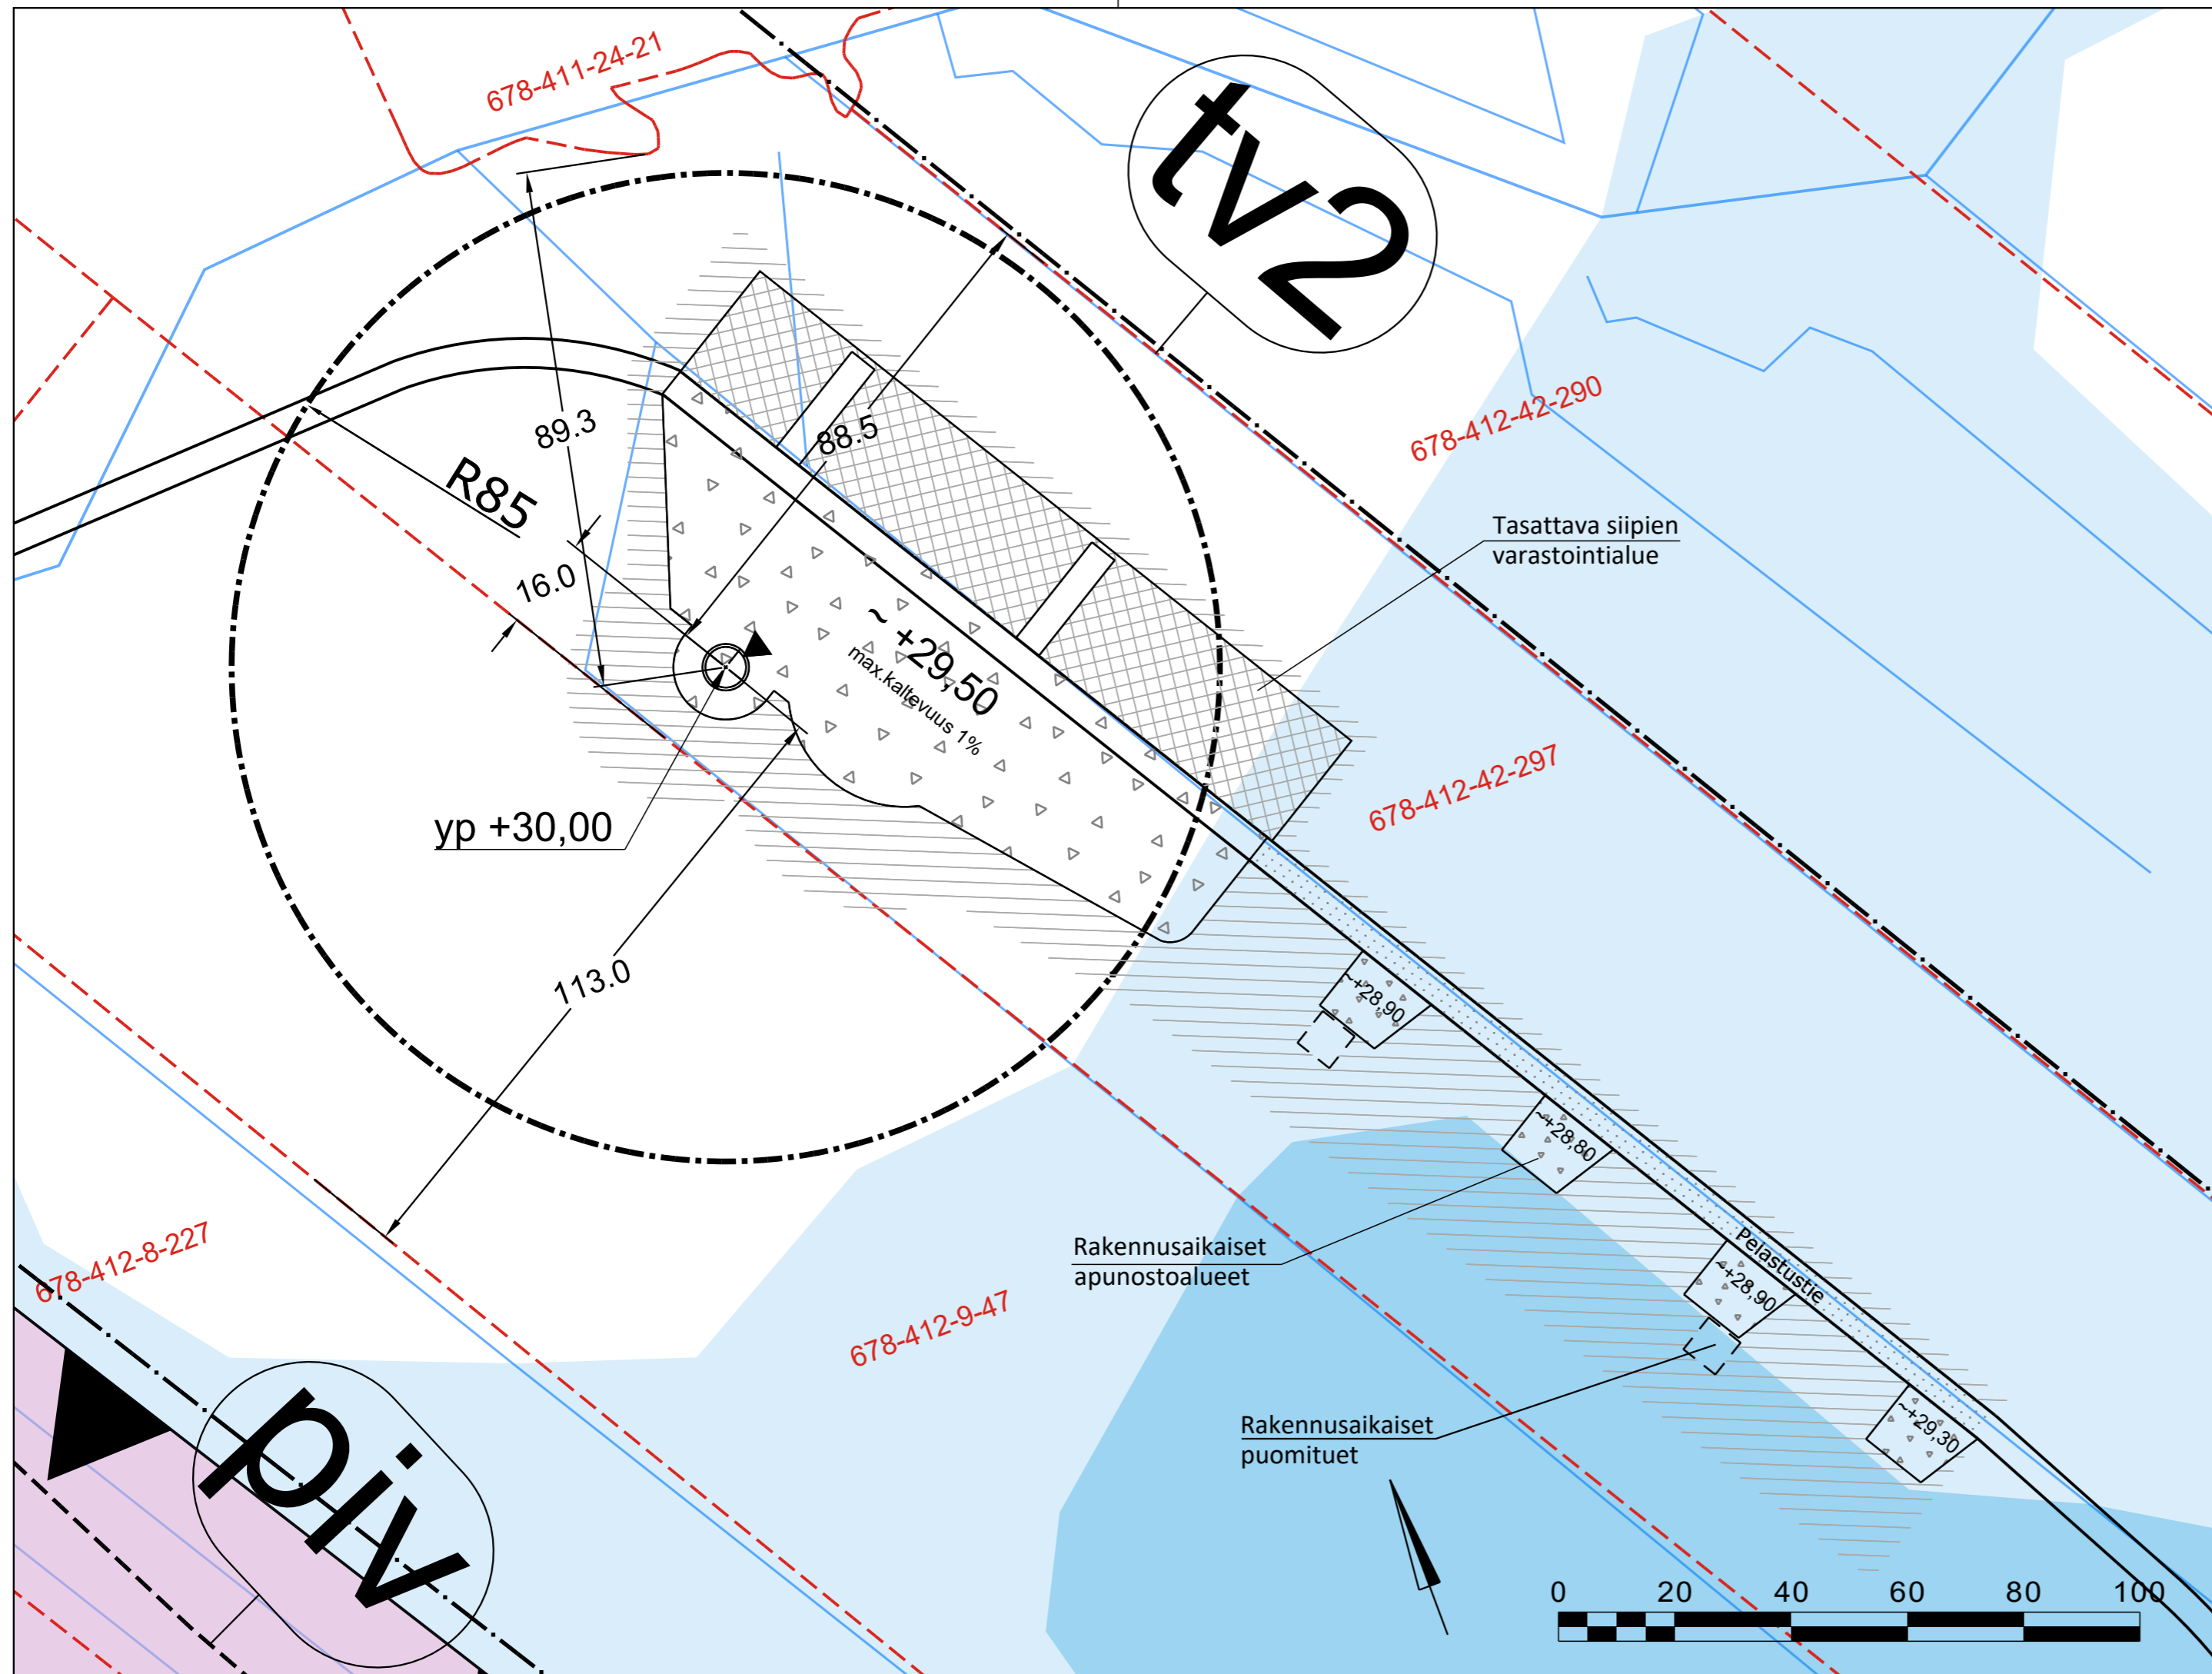 678-411-24-21
tv2
89.3
88.5
R85
16.0
678-412-42-290
Tasattava siipien
varastointialue
~ +29,50
max.kaltevuus 1%
678-412-42-297
yp +30,00
113.0
~+28,90
~+28,80
678-412-8-227
Rakennusaikaiset
apunostoalueet
Pelastustie
~+28,90
678-412-9-47
piv
Rakennusaikaiset
puomituet
~+29,30
0 20 40 60 80 100